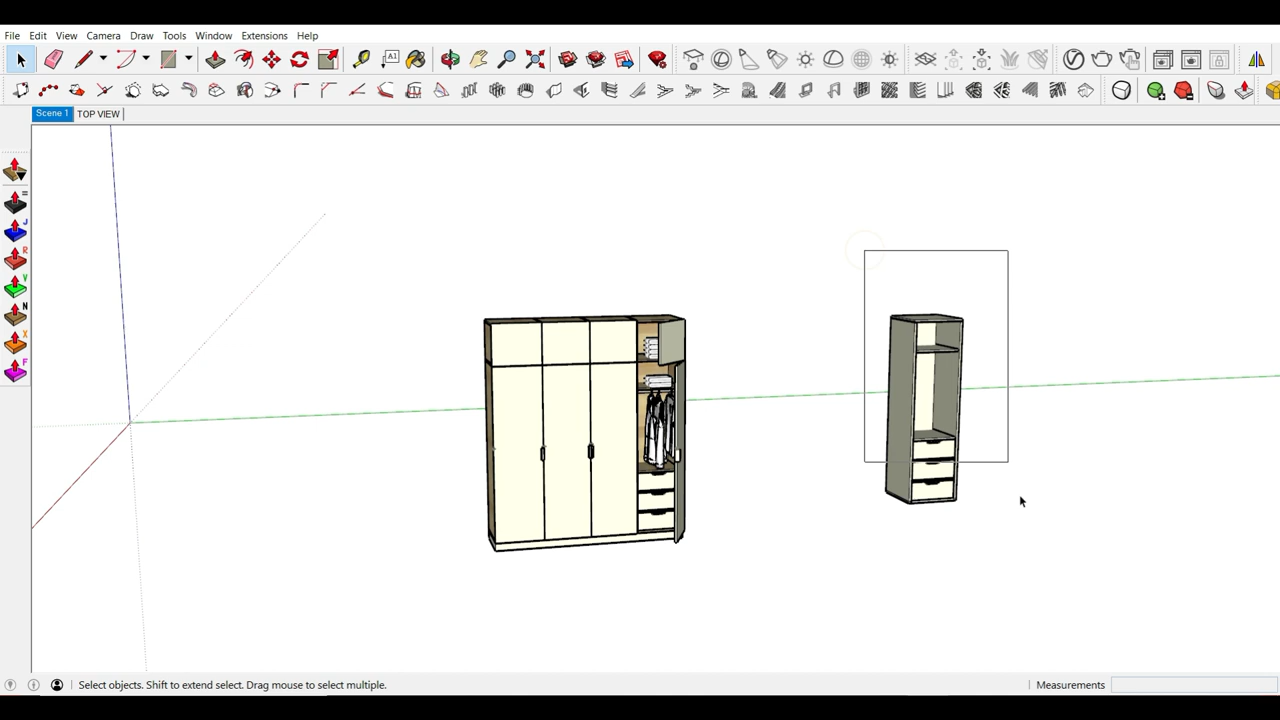 File Edit View Camera Draw Tools Window Extensions Help
A1
Scene 1 TOP VIEW
=
J
R
V
N
X
F
Select objects. Shift to extend select. Drag mouse to select multiple. Measurements